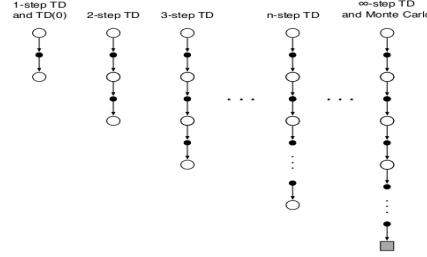 1-step TD
and TD(0)
2-step TD
3-step TD
n-step TD
∞-step TD
and Monte Carlo